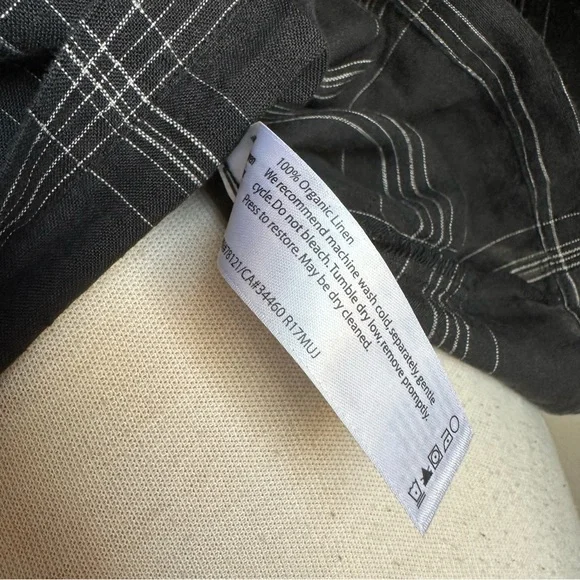 100% Organic Linen
We recommend machine wash cold,separately,gentle
cycle.Do not bleach.Tumble dry low,remove promptly.
Press to restore.May be dry cleaned.
78121/CA#34460 R17MUJ